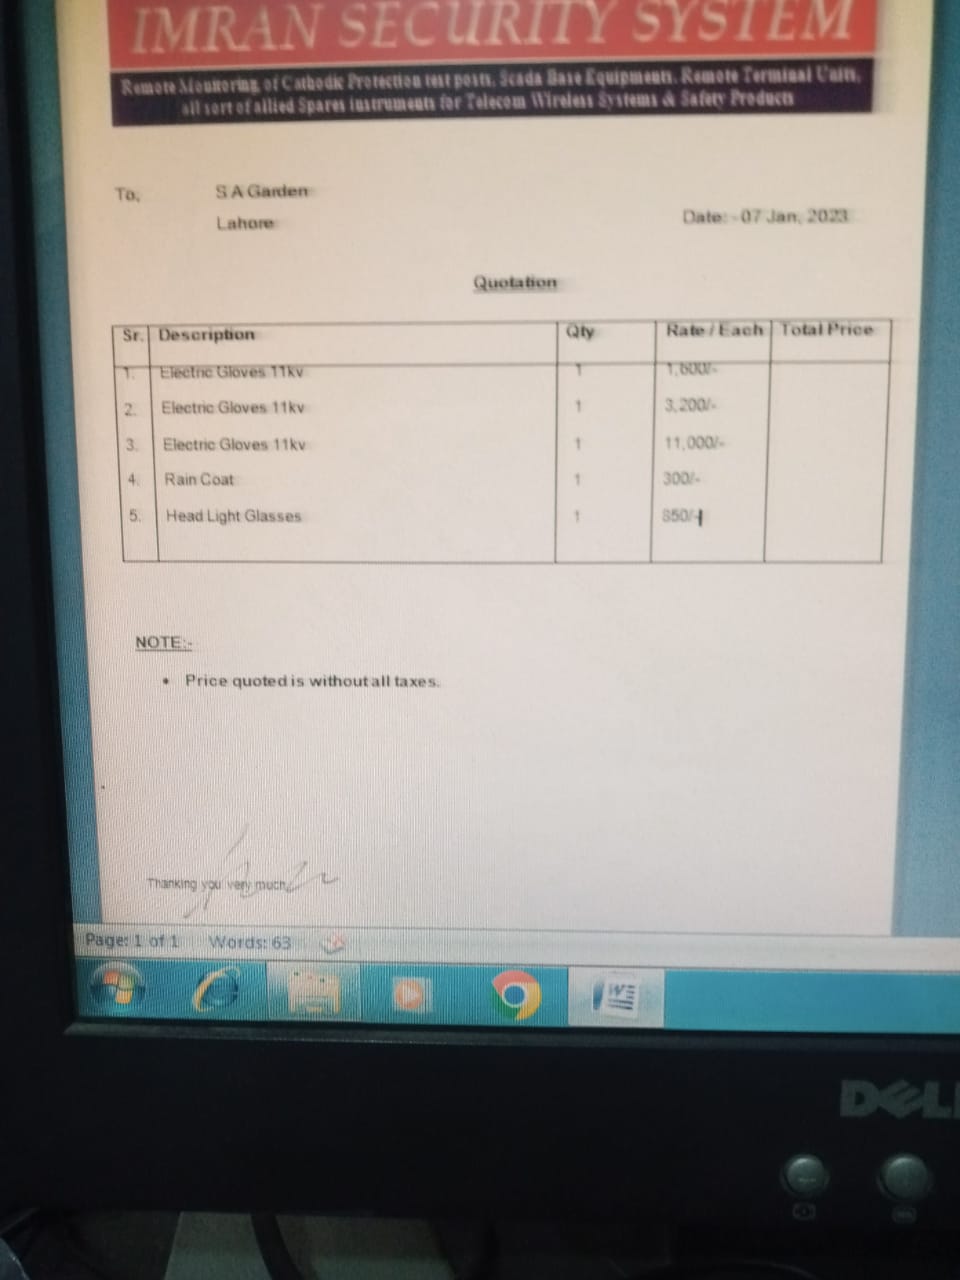 IMRAN SECURITY SYSTEM
Remote Monitoring of Cathodic Protection test posts, Scada Base Equipments, Remote Terminal Units,
all sort of allied Spares instruments for Telecom Wireless Systems & Safety Products
To, S A Garden
Lahore
Date:-07 Jan, 2023
Quotation
Sr. Description Qty Rate / Each Total Price
1. Electric Gloves 11kv 1 1,600/-
2. Electric Gloves 11kv 1 3,200/-
3. Electric Gloves 11kv 1 11,000/-
4. Rain Coat 1 300/-
5. Head Light Glasses 1 850/-
NOTE:-
• Price quoted is without all taxes.
Thanking you very much,
Page: 1 of 1 Words: 63
DELL